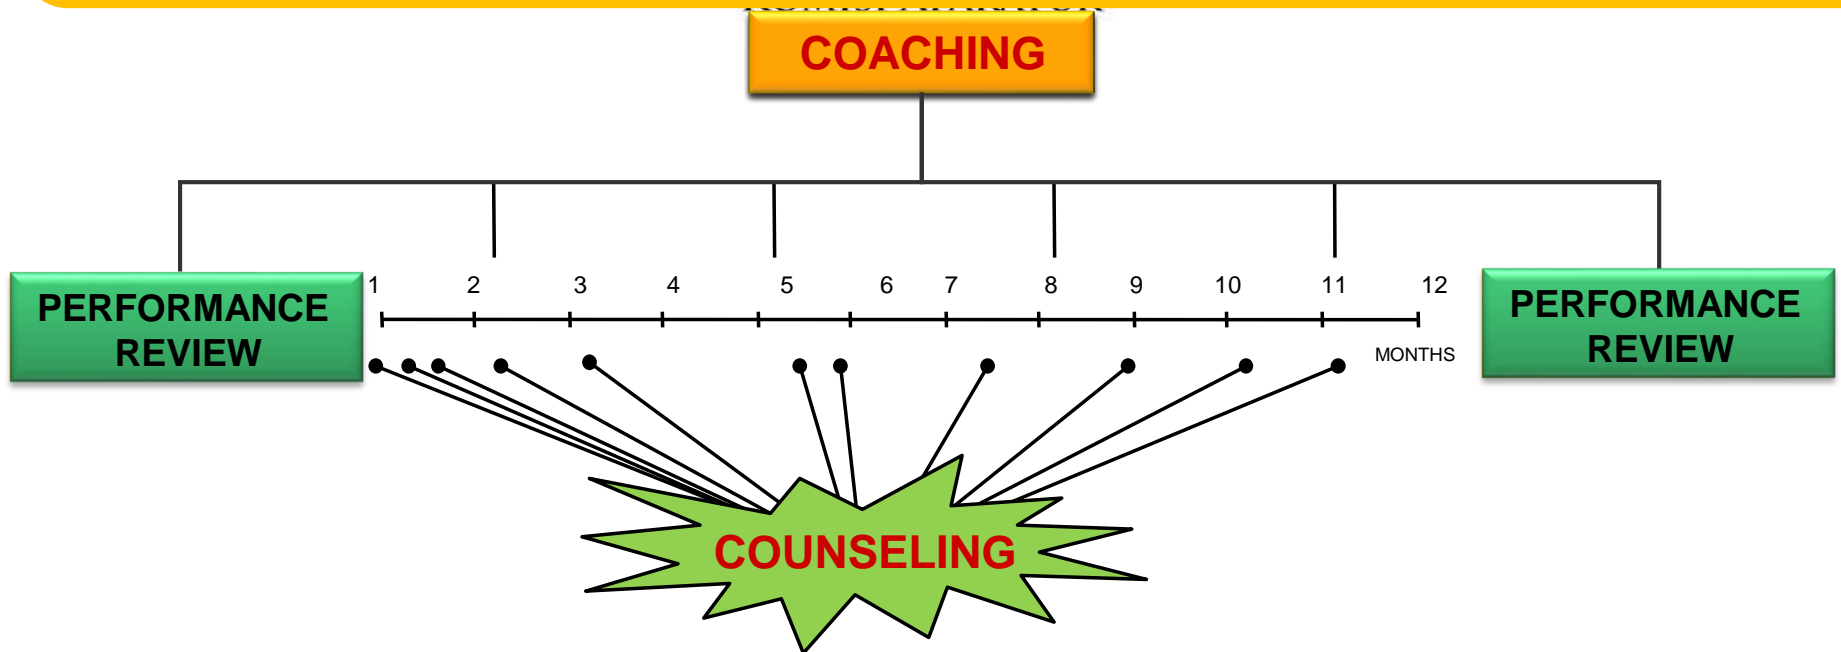 COACHING
1 2 3 4 5 6 7 8 9 10 11 12
PERFORMANCE
REVIEW
MONTHS
PERFORMANCE
REVIEW
COUNSELING